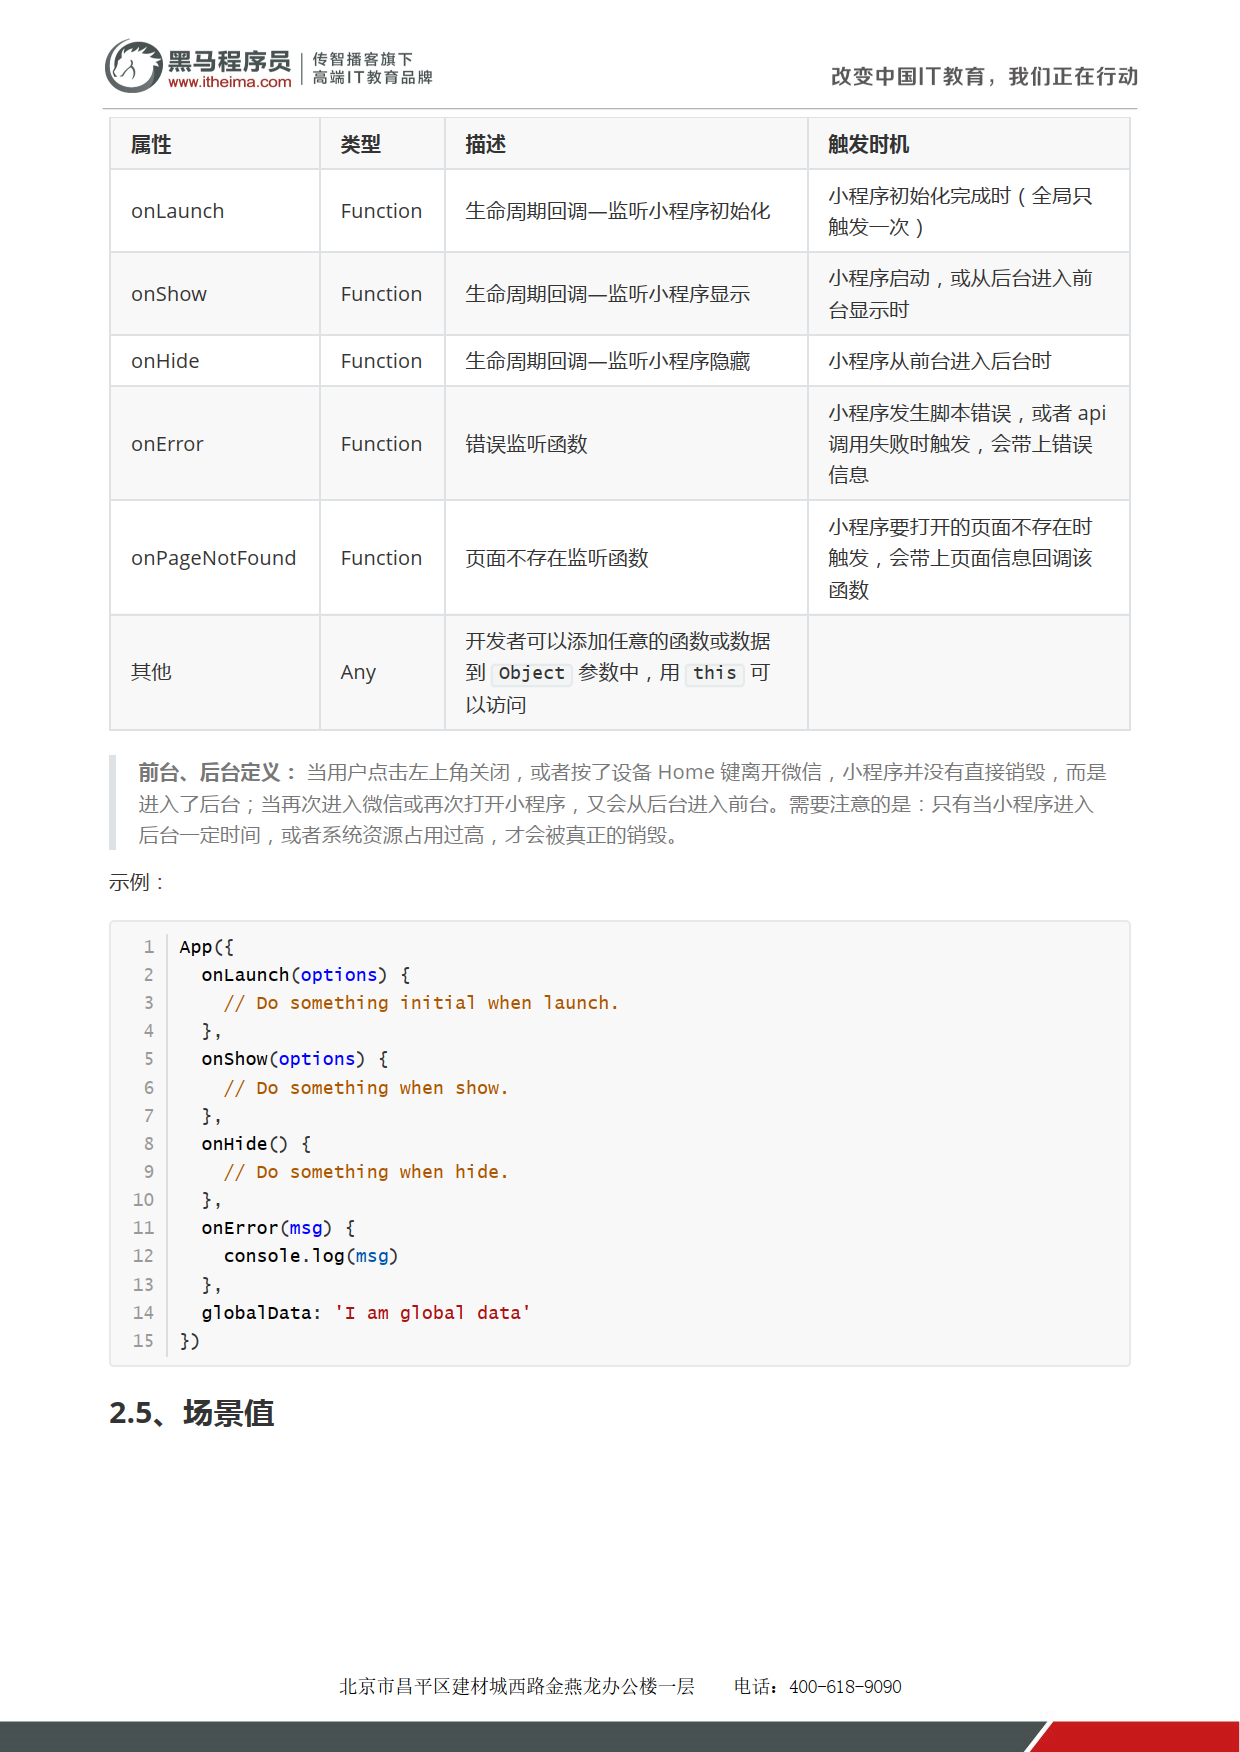 黑马程序员
www.itheima.com
传智播客旗下
高端IT教育品牌
改变中国IT教育，我们正在行动
属性 类型 描述 触发时机
onLaunch Function 生命周期回调—监听小程序初始化 小程序初始化完成时（全局只
触发一次）
onShow Function 生命周期回调—监听小程序显示 小程序启动，或从后台进入前
台显示时
onHide Function 生命周期回调—监听小程序隐藏 小程序从前台进入后台时
onError Function 错误监听函数 小程序发生脚本错误，或者 api
调用失败时触发，会带上错误
信息
onPageNotFound Function 页面不存在监听函数 小程序要打开的页面不存在时
触发，会带上页面信息回调该
函数
其他 Any 开发者可以添加任意的函数或数据
到 Object 参数中，用 this 可
以访问
前台、后台定义： 当用户点击左上角关闭，或者按了设备 Home 键离开微信，小程序并没有直接销毁，而是
进入了后台；当再次进入微信或再次打开小程序，又会从后台进入前台。需要注意的是：只有当小程序进入
后台一定时间，或者系统资源占用过高，才会被真正的销毁。
示例：
1 App({
2   onLaunch(options) {
3     // Do something initial when launch.
4   },
5   onShow(options) {
6     // Do something when show.
7   },
8   onHide() {
9     // Do something when hide.
10   },
11   onError(msg) {
12     console.log(msg)
13   },
14   globalData: 'I am global data'
15 })
2.5、场景值
北京市昌平区建材城西路金燕龙办公楼一层 电话：400-618-9090